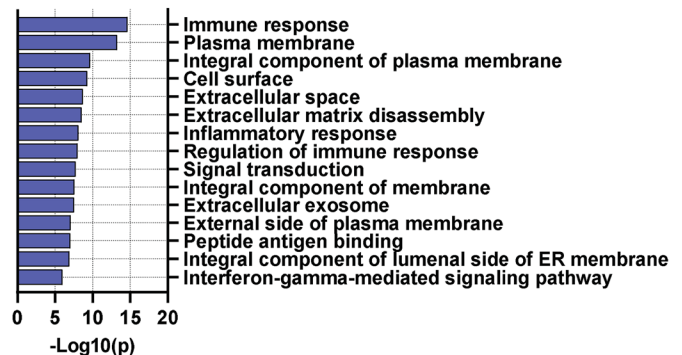 Immune response
Plasma membrane
Integral component of plasma membrane
Cell surface
Extracellular space
Extracellular matrix disassembly
Inflammatory response
Regulation of immune response
Signal transduction
Integral component of membrane
Extracellular exosome
External side of plasma membrane
Peptide antigen binding
Integral component of lumenal side of ER membrane
Interferon-gamma-mediated signaling pathway
0 5 10 15 20
-Log10(p)